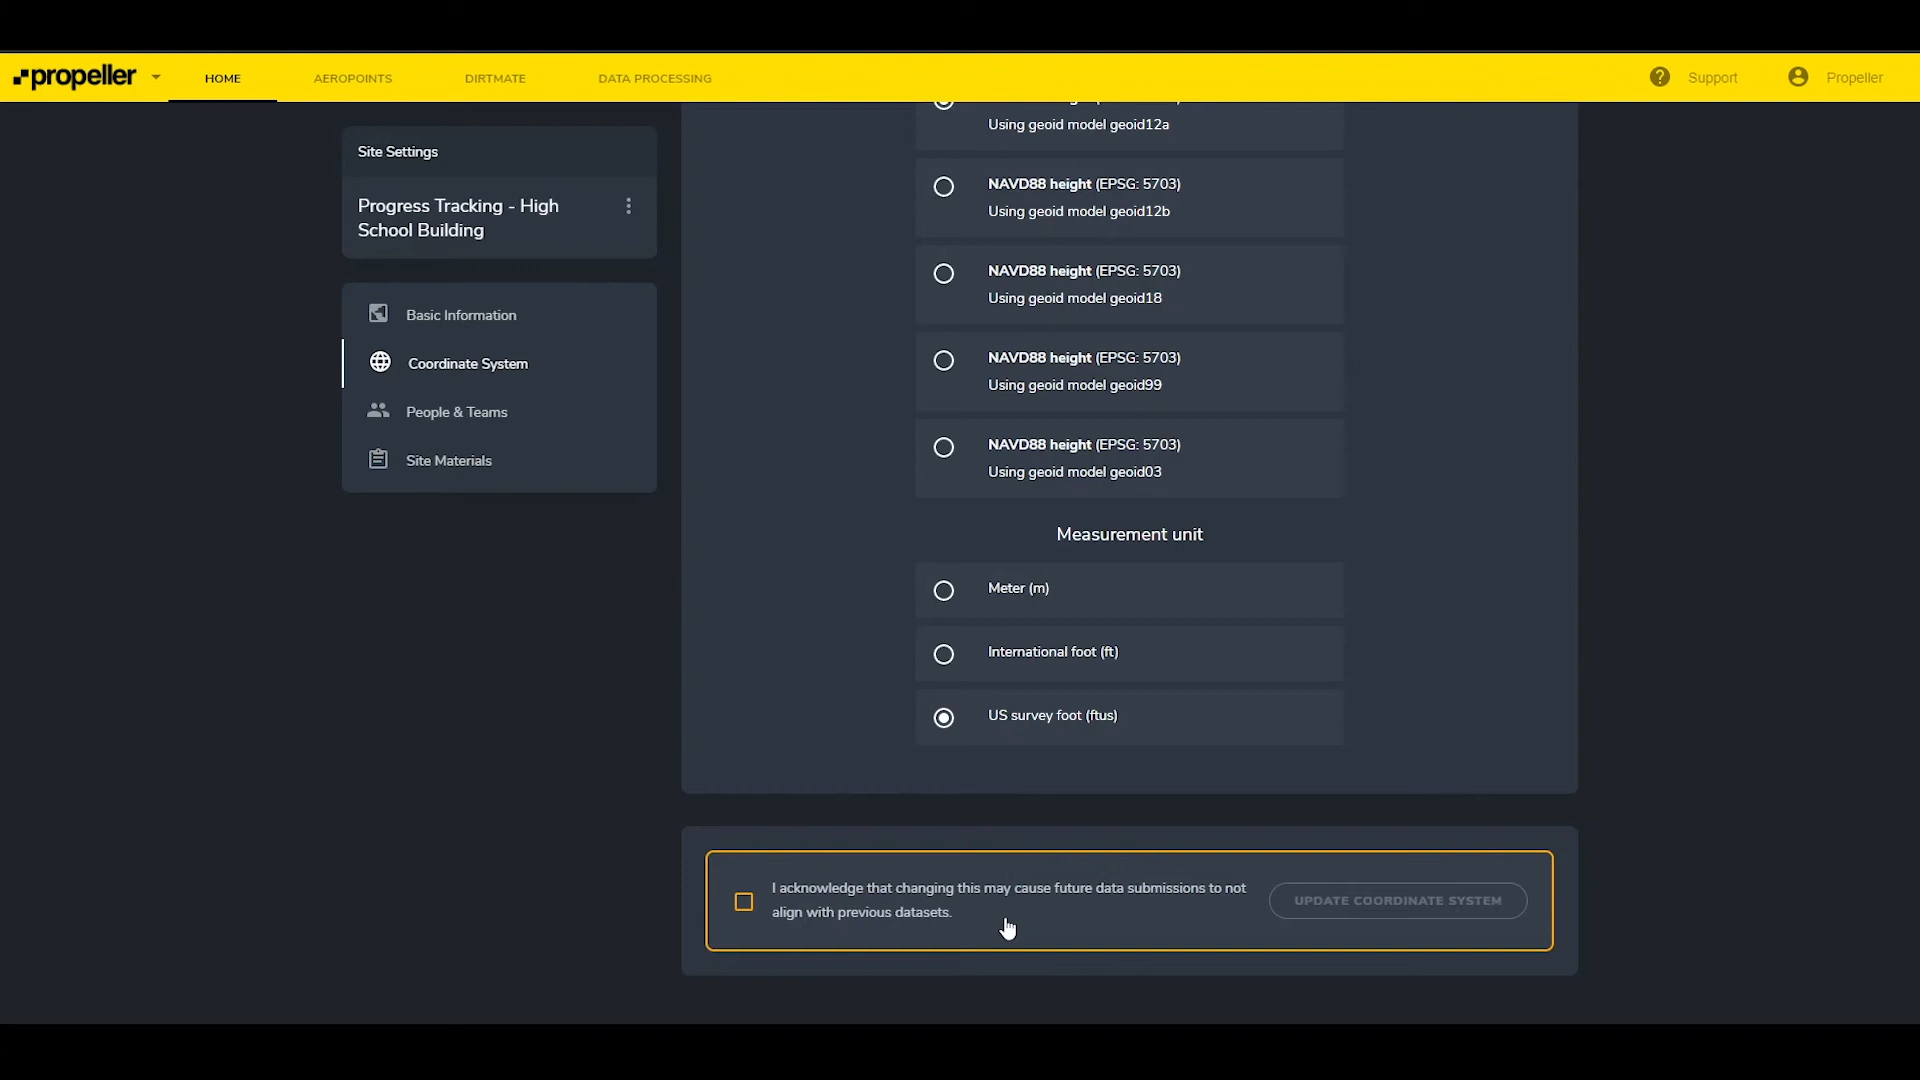 propeller
HOME
AEROPOINTS
DIRTMATE
DATA PROCESSING
Support
Propeller
Site Settings
Progress Tracking - High
School Building
Basic Information
Coordinate System
People & Teams
Site Materials
Using geoid model geoid12a
NAVD88 height (EPSG: 5703)
Using geoid model geoid12b
NAVD88 height (EPSG: 5703)
Using geoid model geoid18
NAVD88 height (EPSG: 5703)
Using geoid model geoid99
NAVD88 height (EPSG: 5703)
Using geoid model geoid03
Measurement unit
Meter (m)
International foot (ft)
US survey foot (ftus)
I acknowledge that changing this may cause future data submissions to not
align with previous datasets.
UPDATE COORDINATE SYSTEM